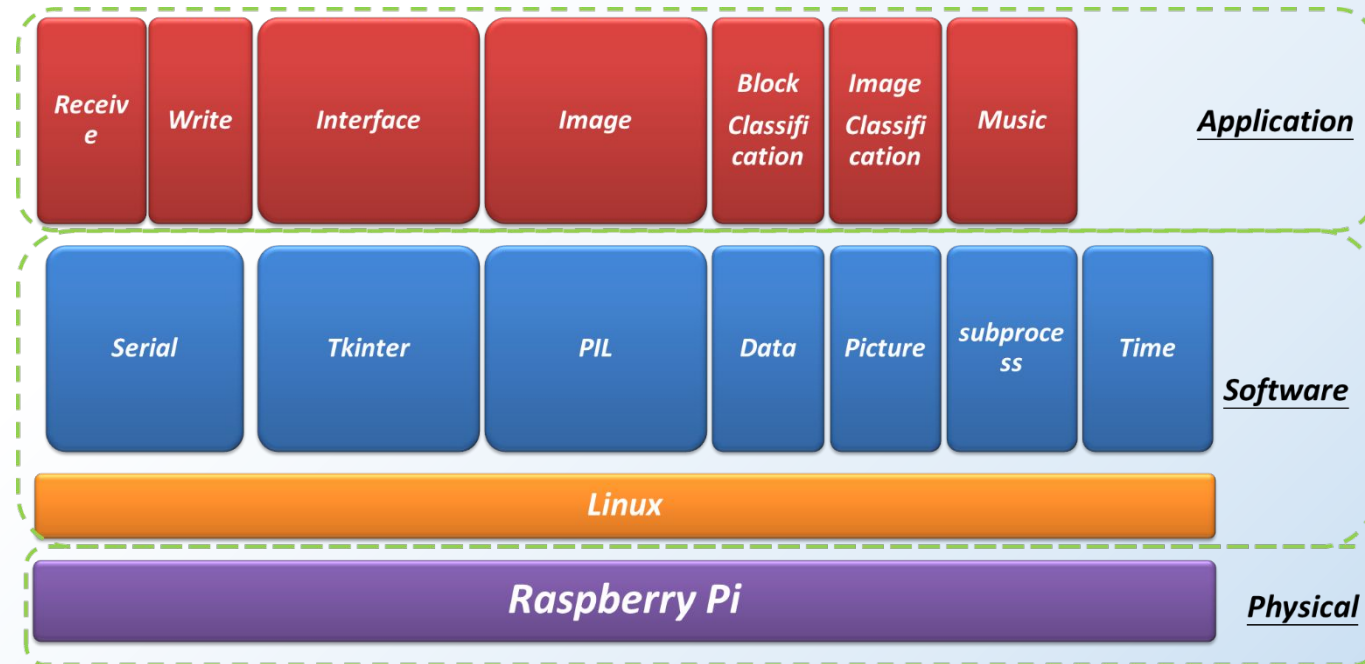 Receiv
e
Write
Interface
Image
Block
Classifi
cation
Image
Classifi
cation
Music
Application
Serial
Tkinter
PIL
Data
Picture
subproce
ss
Time
Software
Linux
Raspberry Pi
Physical